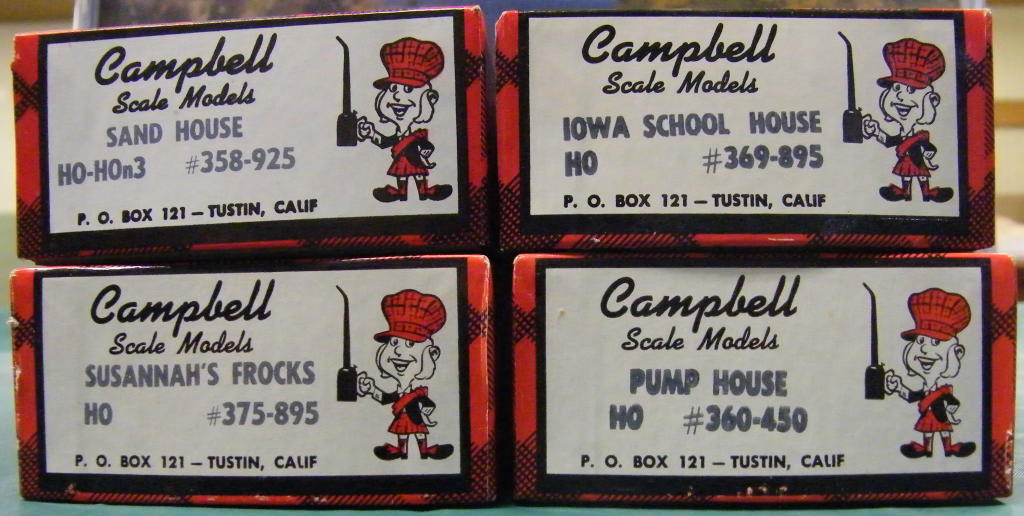 Campbell
Scale Models
SAND HOUSE
HO-HOn3 #358-925
P. O. BOX 121 — TUSTIN, CALIF
Campbell
Scale Models
IOWA SCHOOL HOUSE
HO #369-895
P. O. BOX 121 — TUSTIN, CALIF
Campbell
Scale Models
SUSANNAH'S FROCKS
HO #375-895
P. O. BOX 121 — TUSTIN, CALIF
Campbell
Scale Models
PUMP HOUSE
HO #360-450
P. O. BOX 121 — TUSTIN, CALIF